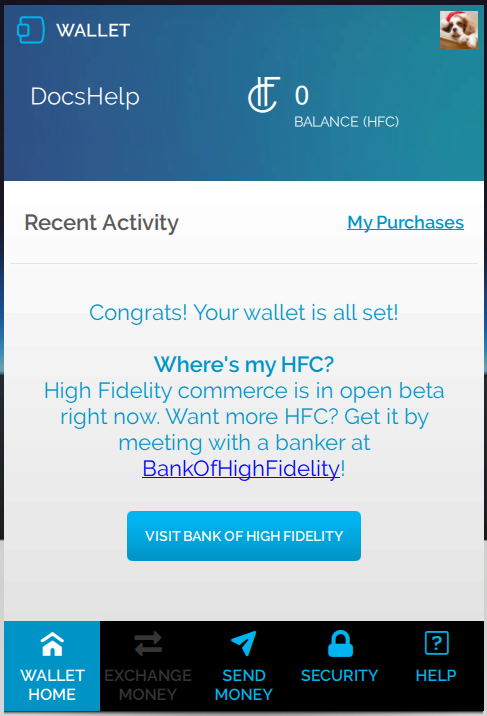 WALLET
DocsHelp
0
BALANCE (HFC)
Recent Activity
My Purchases
Congrats! Your wallet is all set!
Where's my HFC?
High Fidelity commerce is in open beta
right now. Want more HFC? Get it by
meeting with a banker at
BankOfHighFidelity!
VISIT BANK OF HIGH FIDELITY
WALLET
HOME
EXCHANGE
MONEY
SEND
MONEY
SECURITY
HELP